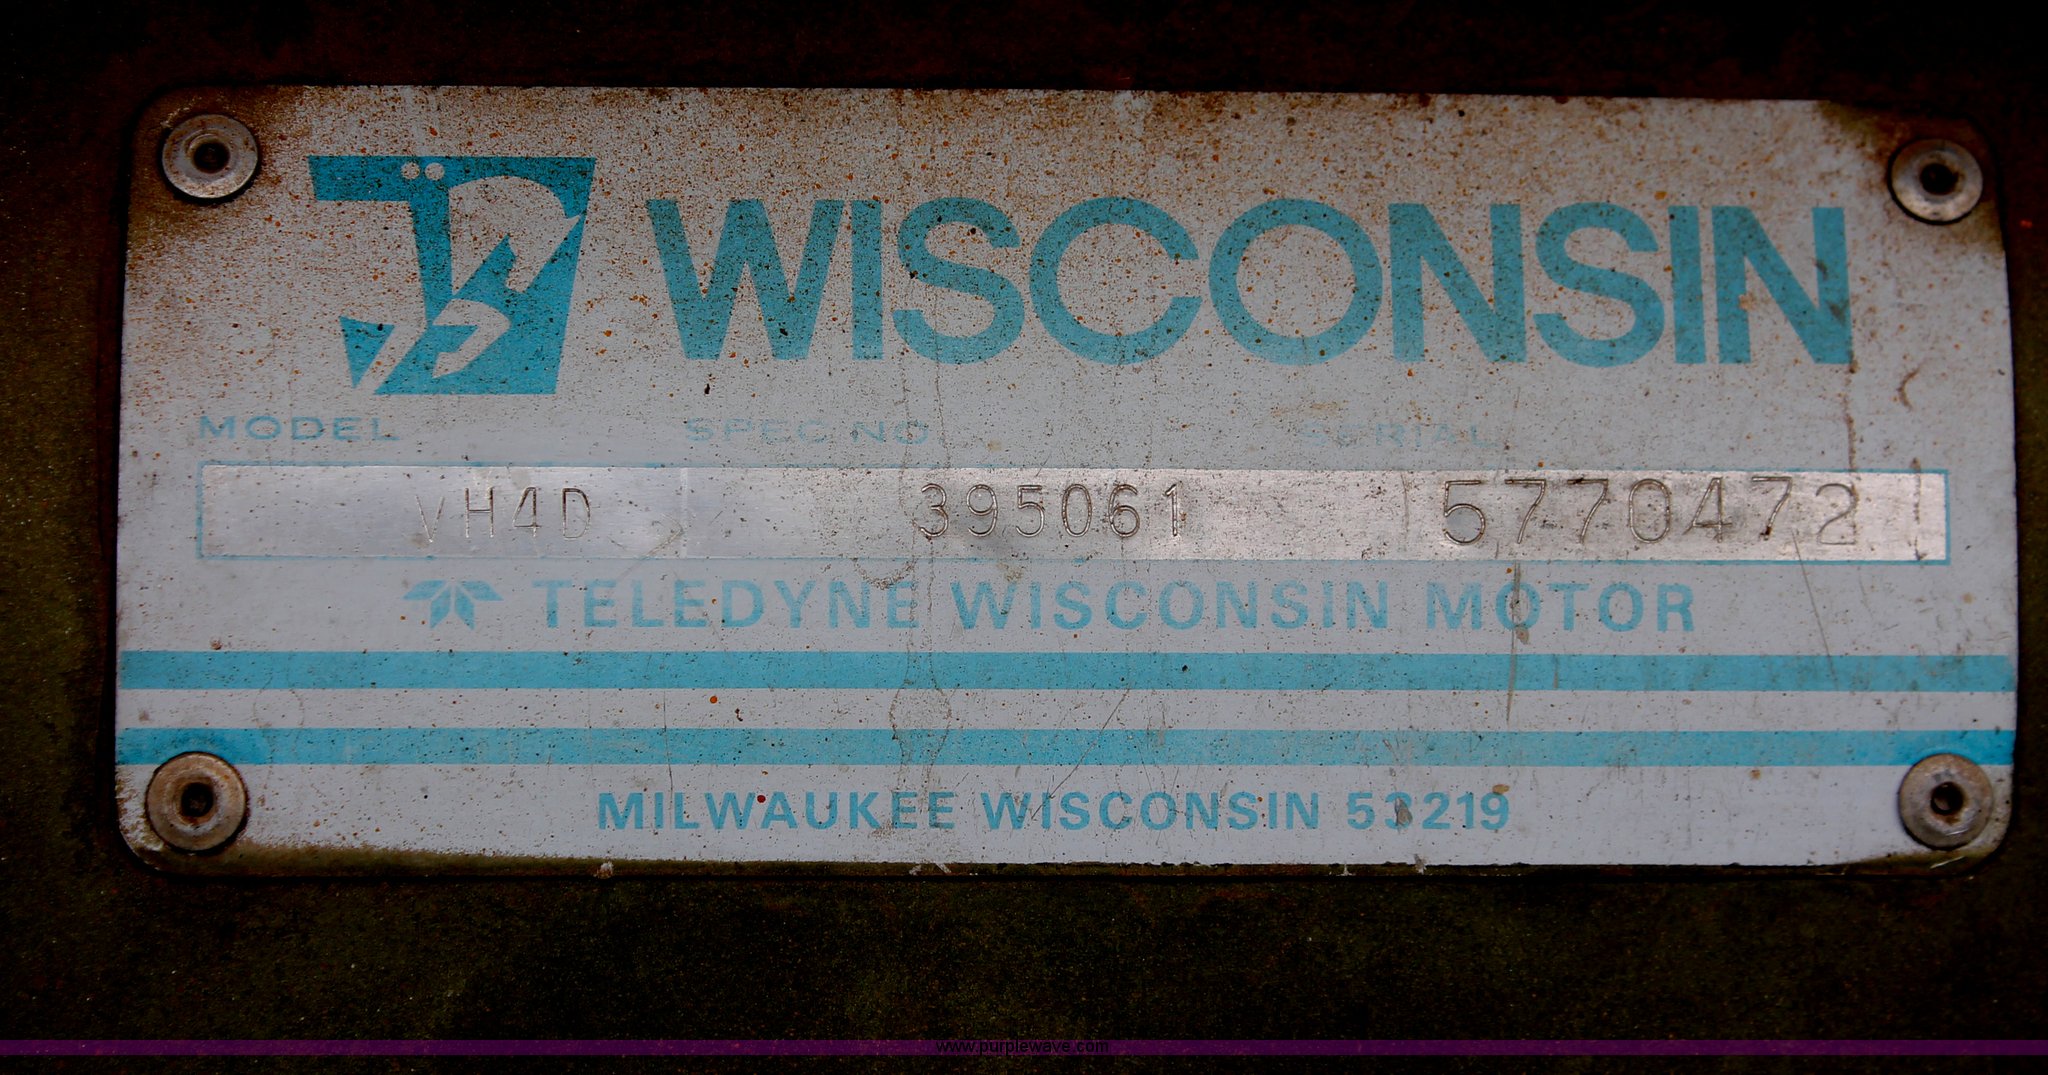 WISCONSIN
MODEL SPEC NO. SERIAL
VH4D 395061 5770472
TELEDYNE WISCONSIN MOTOR
MILWAUKEE WISCONSIN 53219
www.purplewave.com